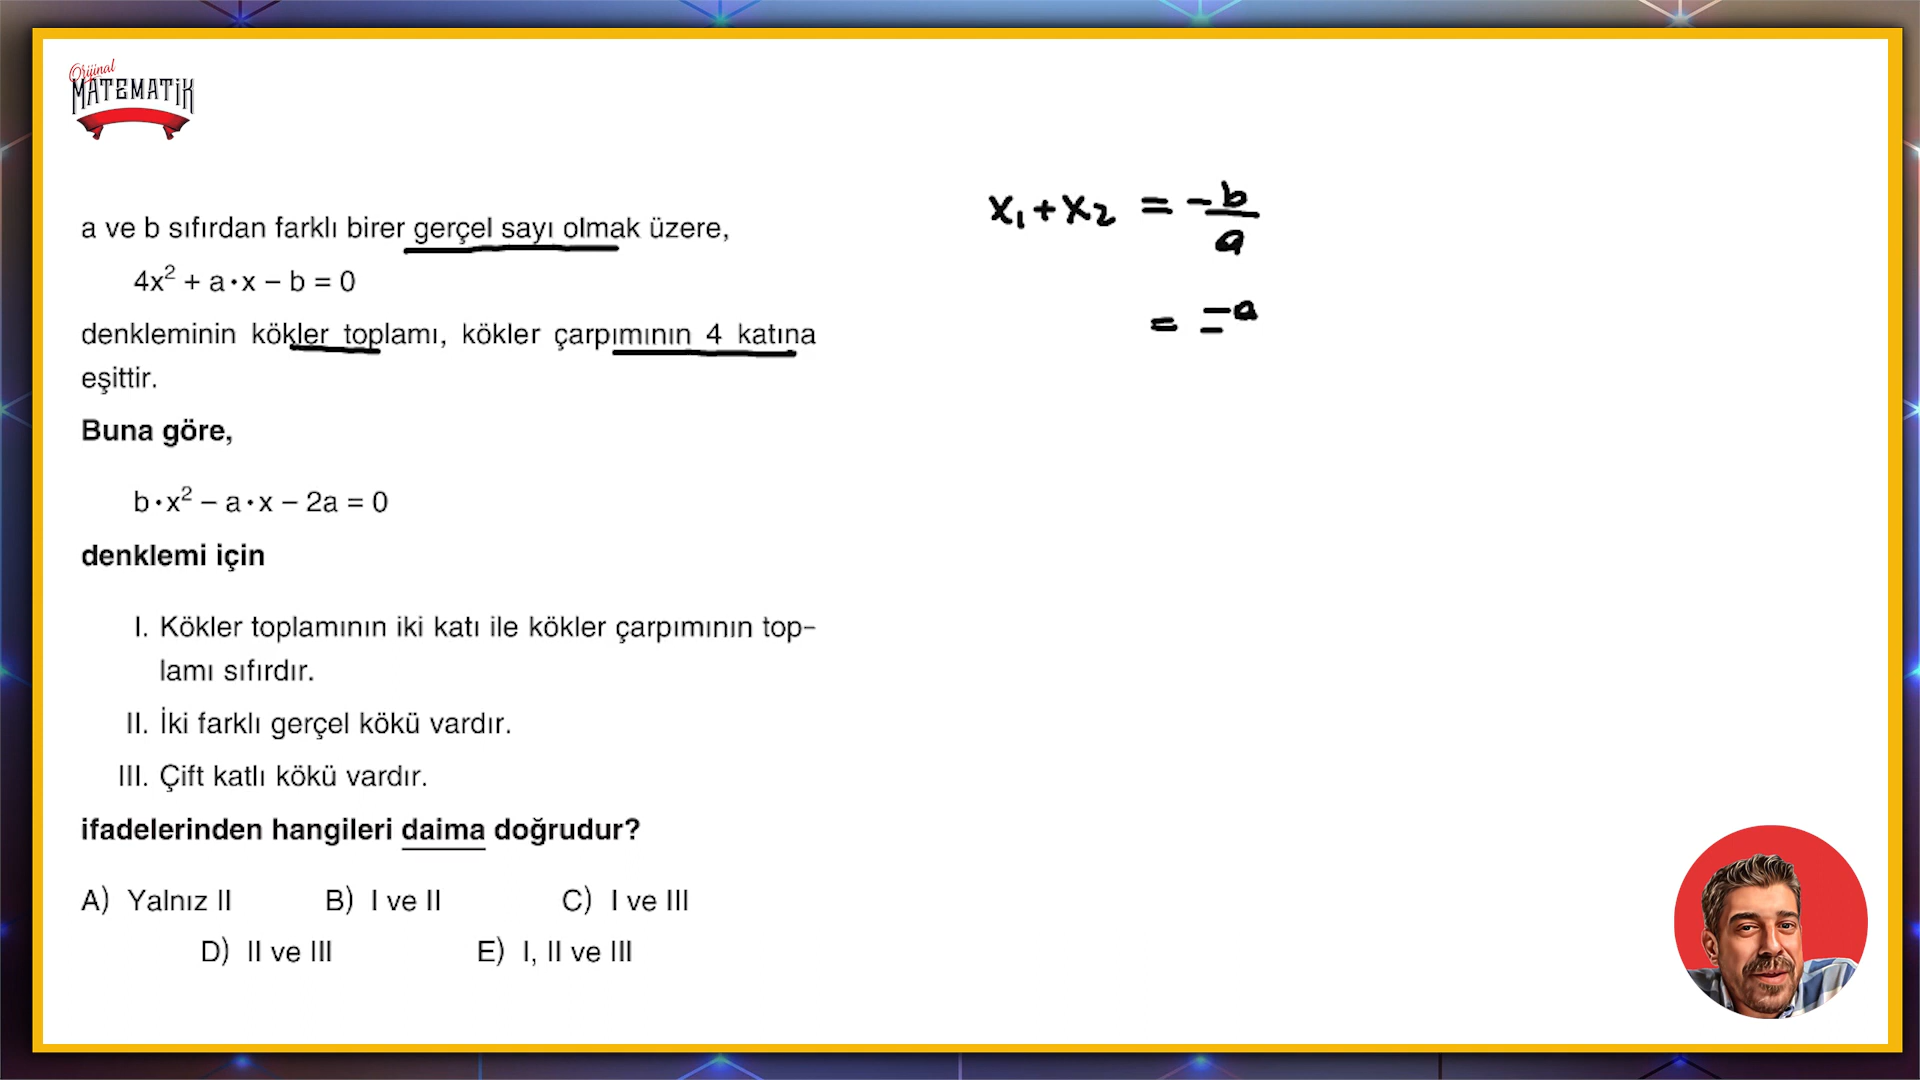 Orijinal
MATEMATİK
a ve b sıfırdan farklı birer gerçel sayı olmak üzere,
4x² + a·x – b = 0
denkleminin kökler toplamı, kökler çarpımının 4 katına
eşittir.
Buna göre,
b·x² – a·x – 2a = 0
denklemi için
I. Kökler toplamının iki katı ile kökler çarpımının top–
lamı sıfırdır.
II. İki farklı gerçel kökü vardır.
III. Çift katlı kökü vardır.
ifadelerinden hangileri daima doğrudur?
A) Yalnız II B) I ve II C) I ve III
D) II ve III E) I, II ve III
x₁+x₂ = -b/a
= -a